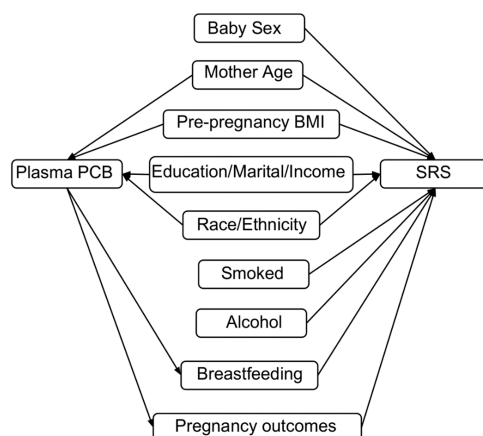 Baby Sex
Mother Age
Pre-pregnancy BMI
Plasma PCB
Education/Marital/Income
SRS
Race/Ethnicity
Smoked
Alcohol
Breastfeeding
Pregnancy outcomes